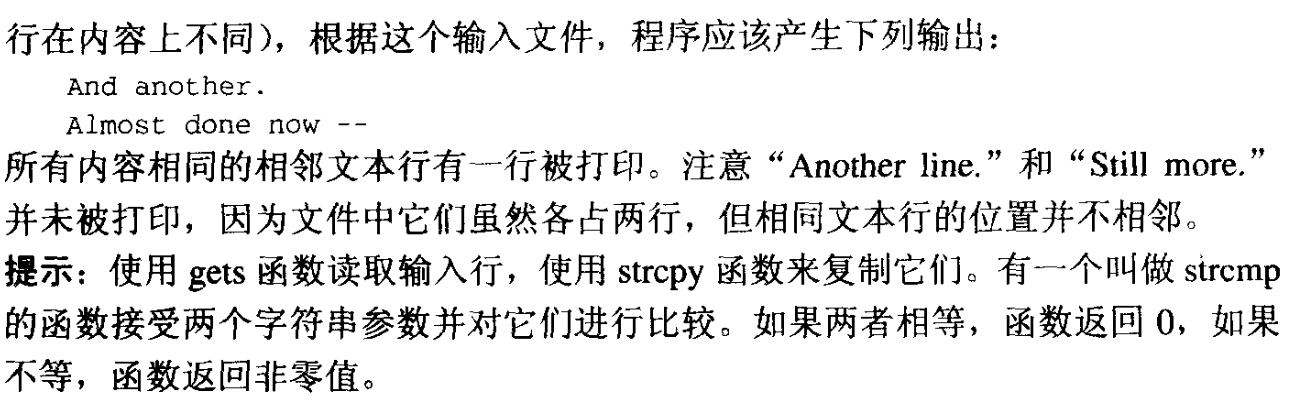 行在内容上不同)，根据这个输入文件，程序应该产生下列输出：
And another.
Almost done now --
所有内容相同的相邻文本行有一行被打印。注意“Another line.”和“Still more.”
并未被打印，因为文件中它们虽然各占两行，但相同文本行的位置并不相邻。
提示：使用 gets 函数读取输入行，使用 strcpy 函数来复制它们。有一个叫做 strcmp
的函数接受两个字符串参数并对它们进行比较。如果两者相等，函数返回 0，如果
不等，函数返回非零值。